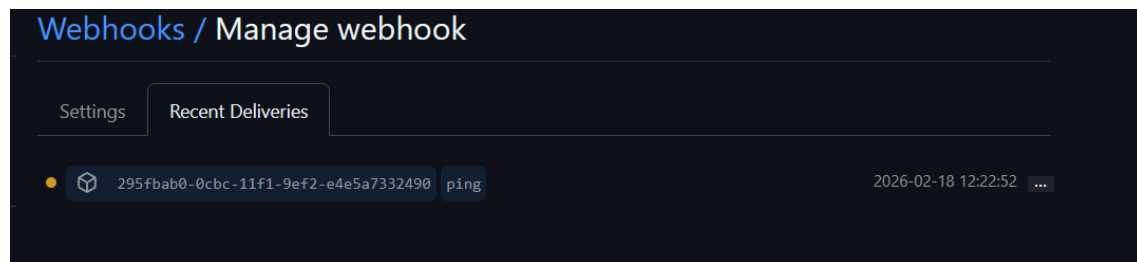 Webhooks / Manage webhook
Settings Recent Deliveries
295fbab0-0cbc-11f1-9ef2-e4e5a7332490 ping 2026-02-18 12:22:52 ...